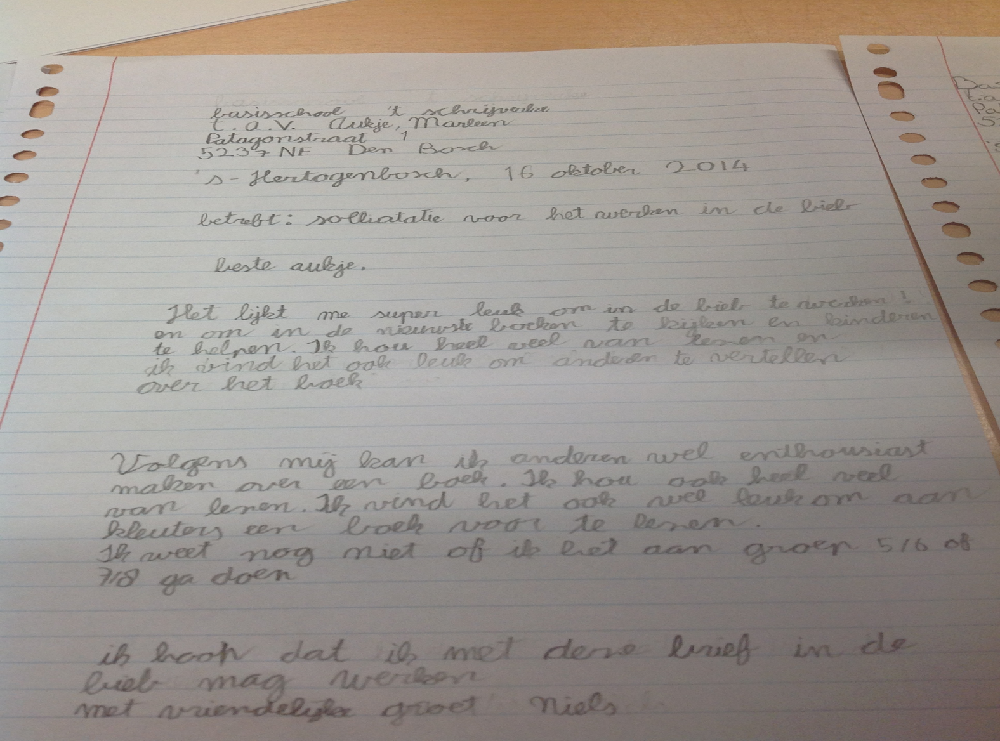 basisschool 't schrijverke
t.a.v. Aukje, Marleen
Patagonstraat 1
5237 NE Den Bosch
's-Hertogenbosch, 16 oktober 2014
betreft: solliatatie voor het werken in de bieb
beste aukje.
Het lijkt me super leuk om in de bieb te werken!
en om in de nieuwste boeken te kijken en kinderen
te helpen. Ik hou heel veel van lezen en
ik vind het ook leuk om anderen te vertellen
over het boek
Volgens mij kan ik anderen wel enthousiast
maken over een boek. Ik hou ook heel veel
van lezen. Ik vind het ook wel leuk om aan
kleuters een boek voor te lezen.
Ik weet nog niet of ik het aan groep 5/6 of
7/8 ga doen
ik hoop dat ik met deze brief in de
bieb mag werken
met vriendelijke groet Niels
Bas
t.a
Pa
5